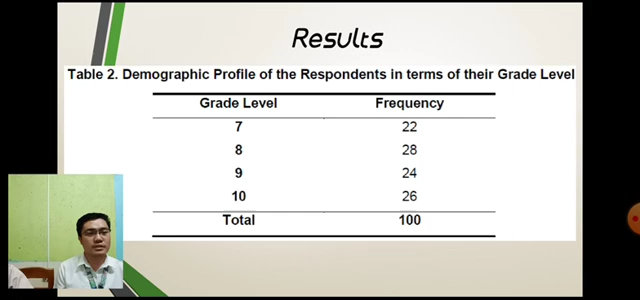 Results
Table 2. Demographic Profile of the Respondents in terms of their Grade Level
Grade Level Frequency
7 22
8 28
9 24
10 26
Total 100